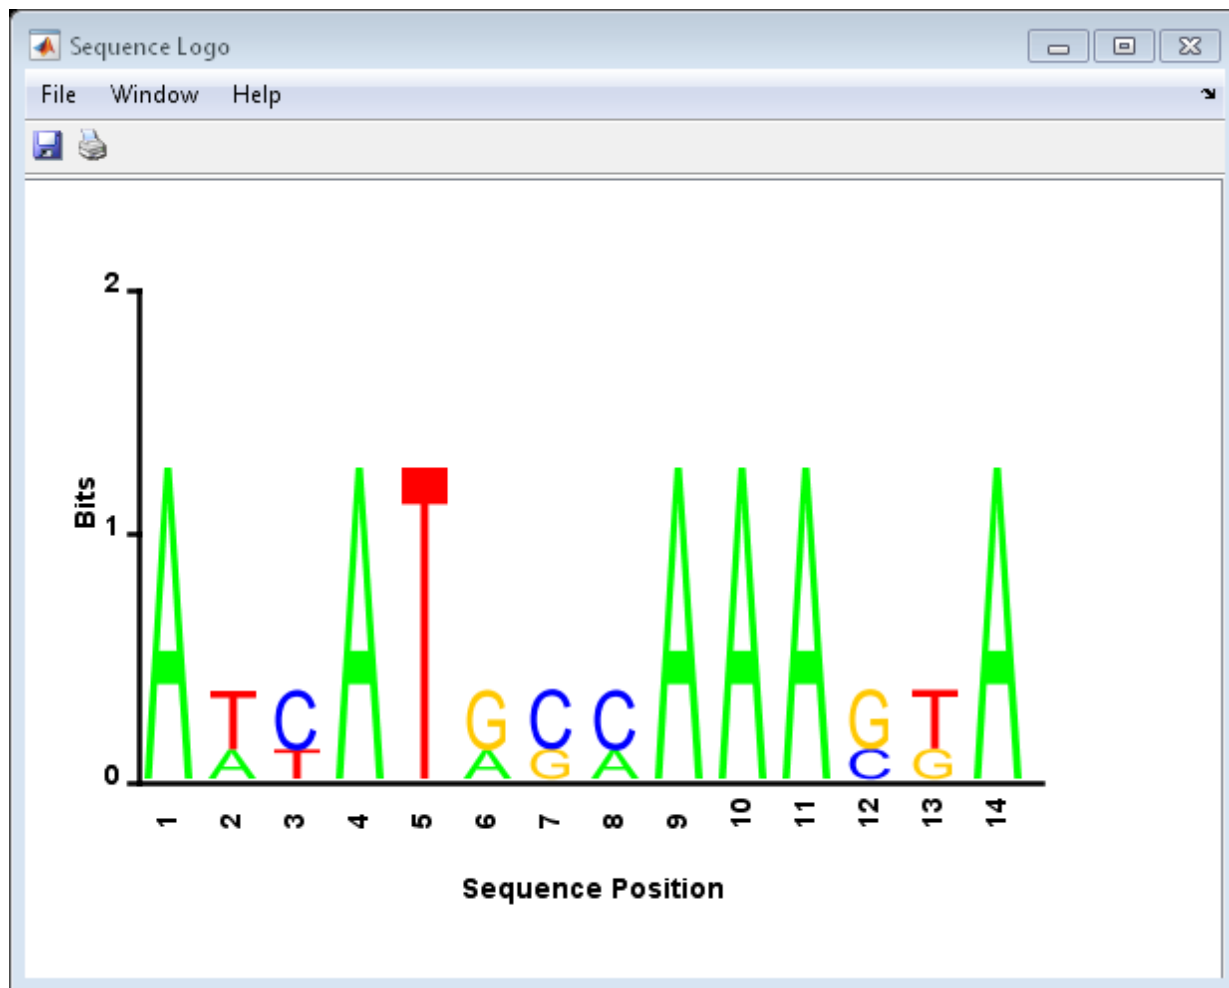 Sequence Logo
File Window Help
2
Bits
1
0
A T C A T G C C A A A G T A
A T A G A C G
1 2 3 4 5 6 7 8 9 10 11 12 13 14
Sequence Position